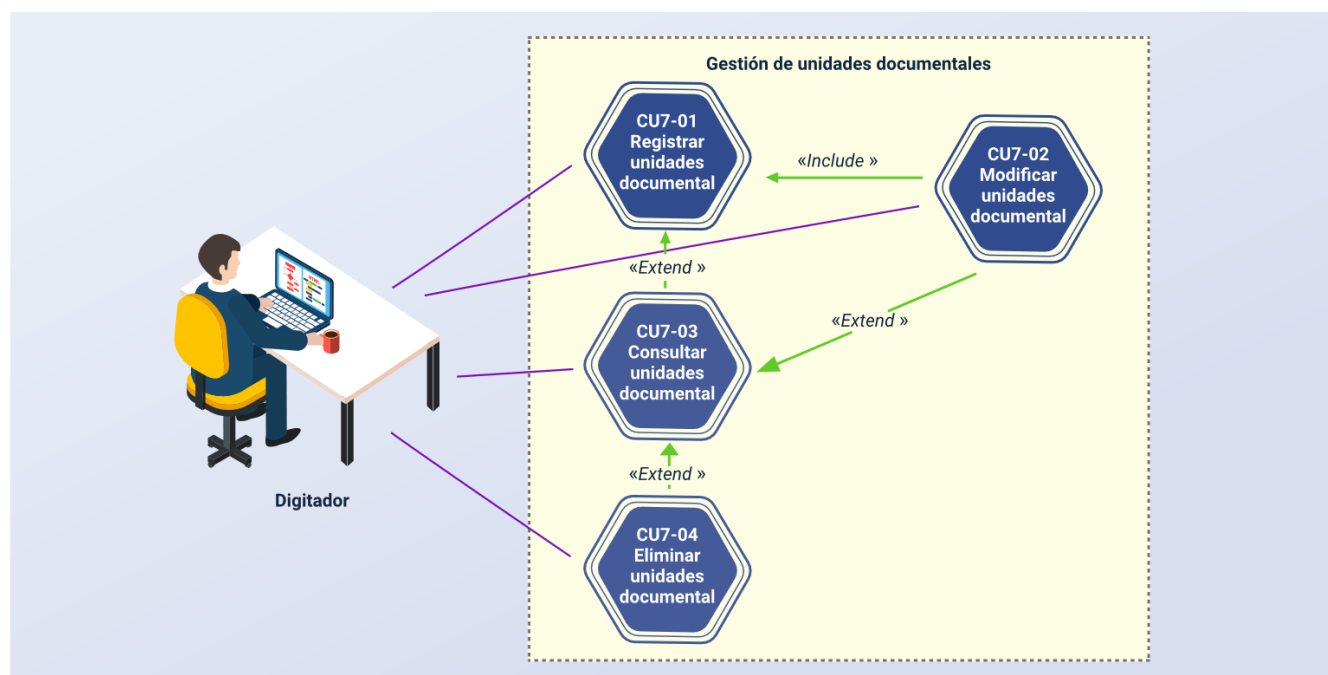 Gestión de unidades documentales
CU7-01
Registrar
unidades
documental
«Include »
CU7-02
Modificar
unidades
documental
«Extend »
CU7-03
Consultar
unidades
documental
«Extend »
«Extend »
CU7-04
Eliminar
unidades
documental
Digitador